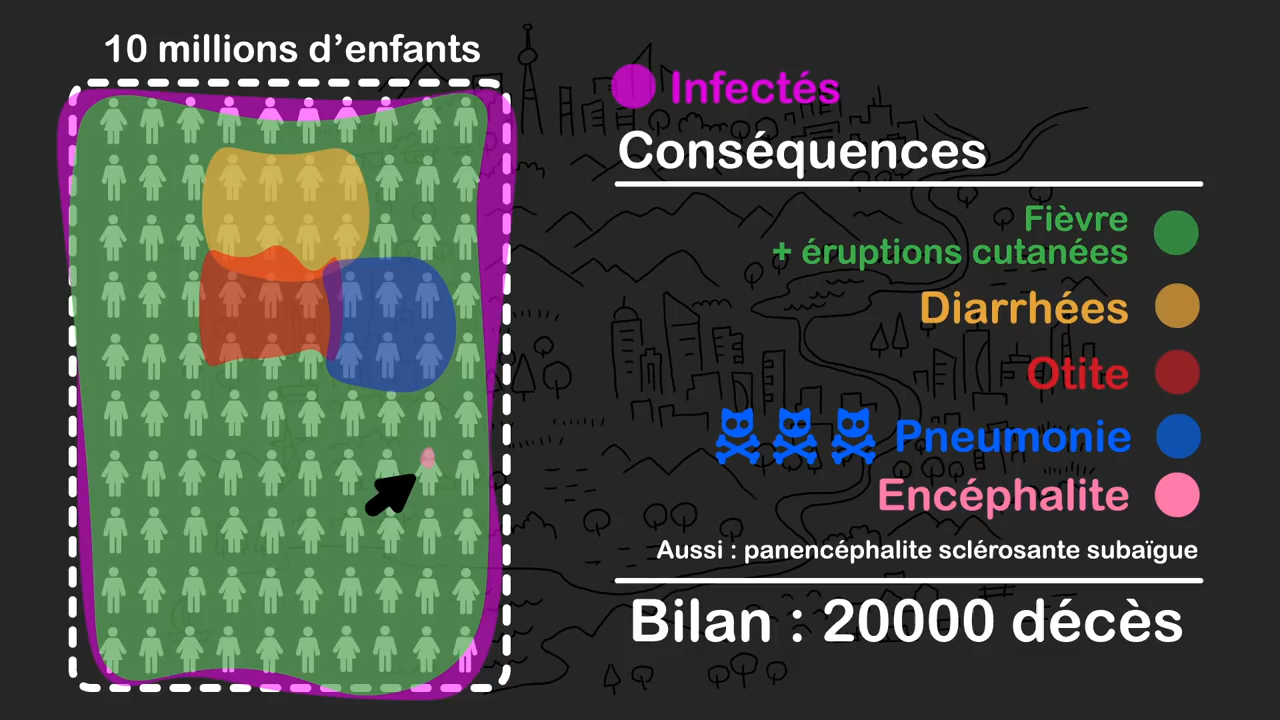 10 millions d’enfants
Infectés
Conséquences
Fièvre
+ éruptions cutanées
Diarrhées
Otite
Pneumonie
Encéphalite
Aussi : panencéphalite sclérosante subaïgue
Bilan : 20000 décès